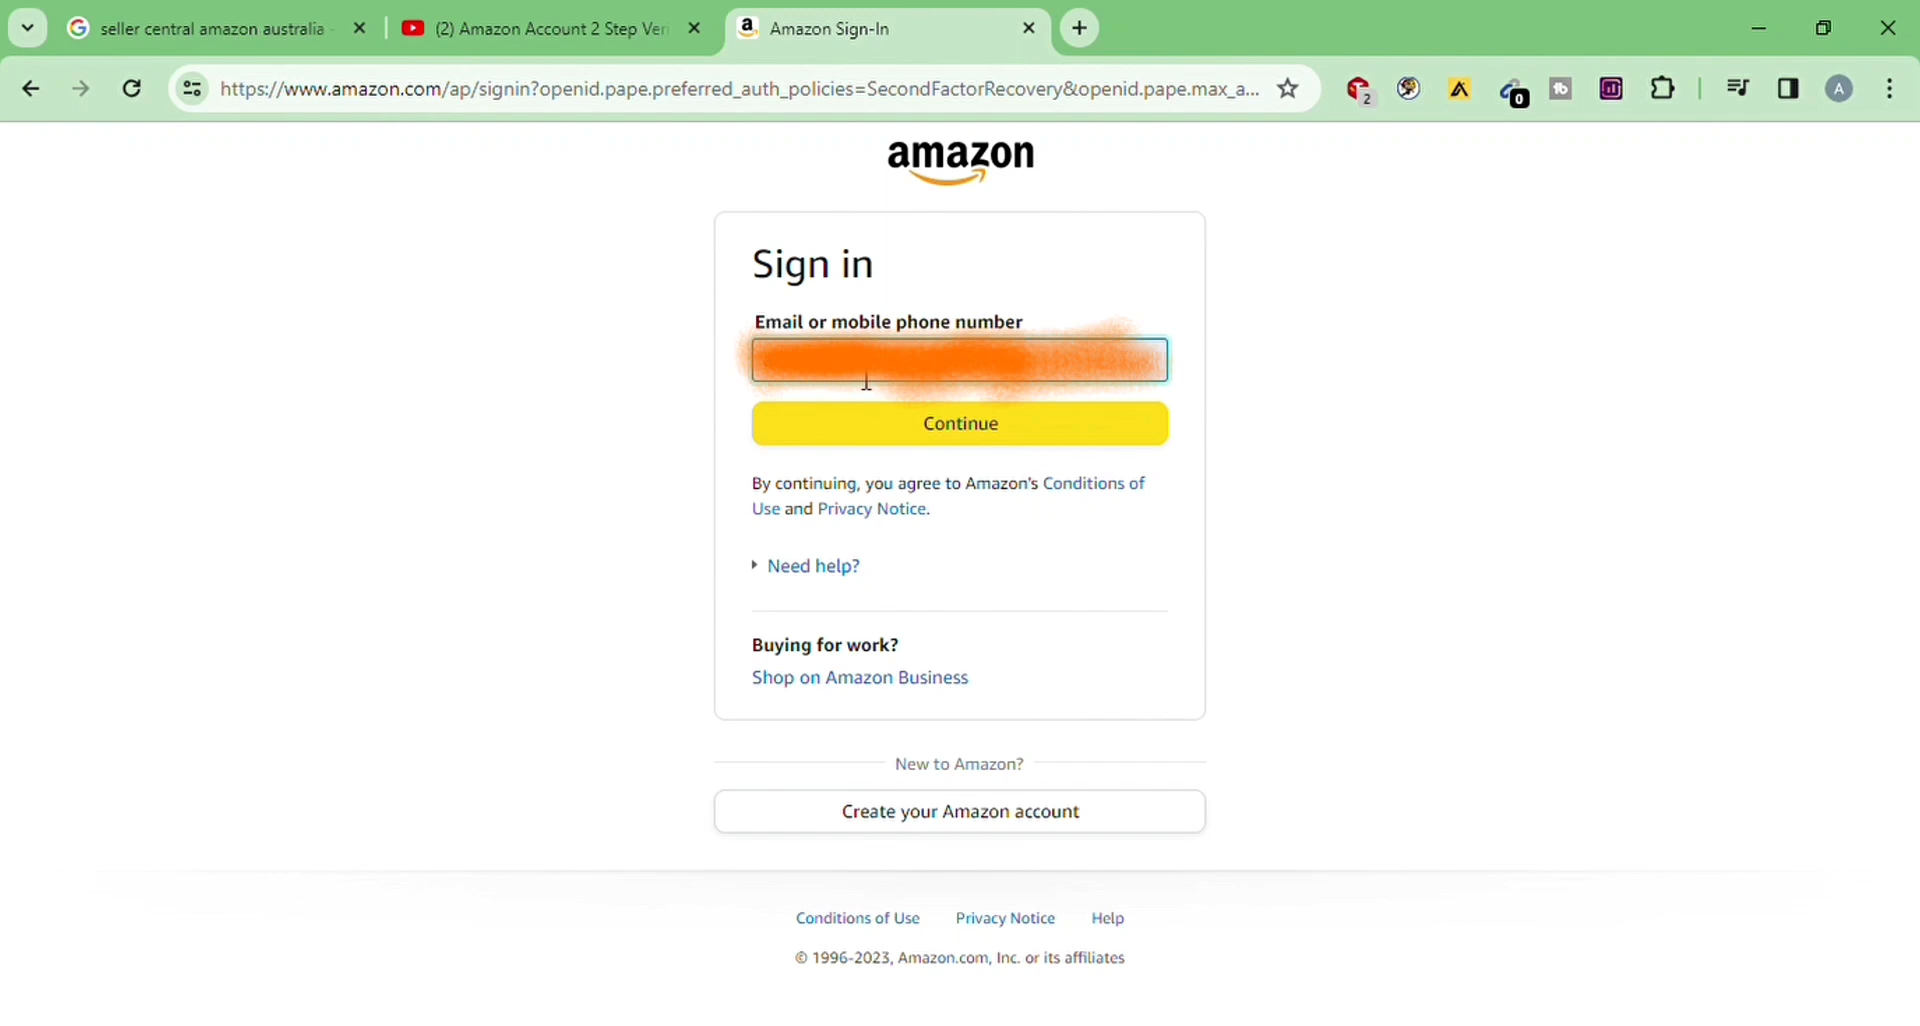 seller central amazon australia
(2) Amazon Account 2 Step Veri
Amazon Sign-In
https://www.amazon.com/ap/signin?openid.pape.preferred_auth_policies=SecondFactorRecovery&openid.pape.max_a...
2
0
tb
A
amazon
Sign in
Email or mobile phone number
Continue
By continuing, you agree to Amazon's Conditions of
Use and Privacy Notice.
Need help?
Buying for work?
Shop on Amazon Business
New to Amazon?
Create your Amazon account
Conditions of Use Privacy Notice Help
© 1996-2023, Amazon.com, Inc. or its affiliates